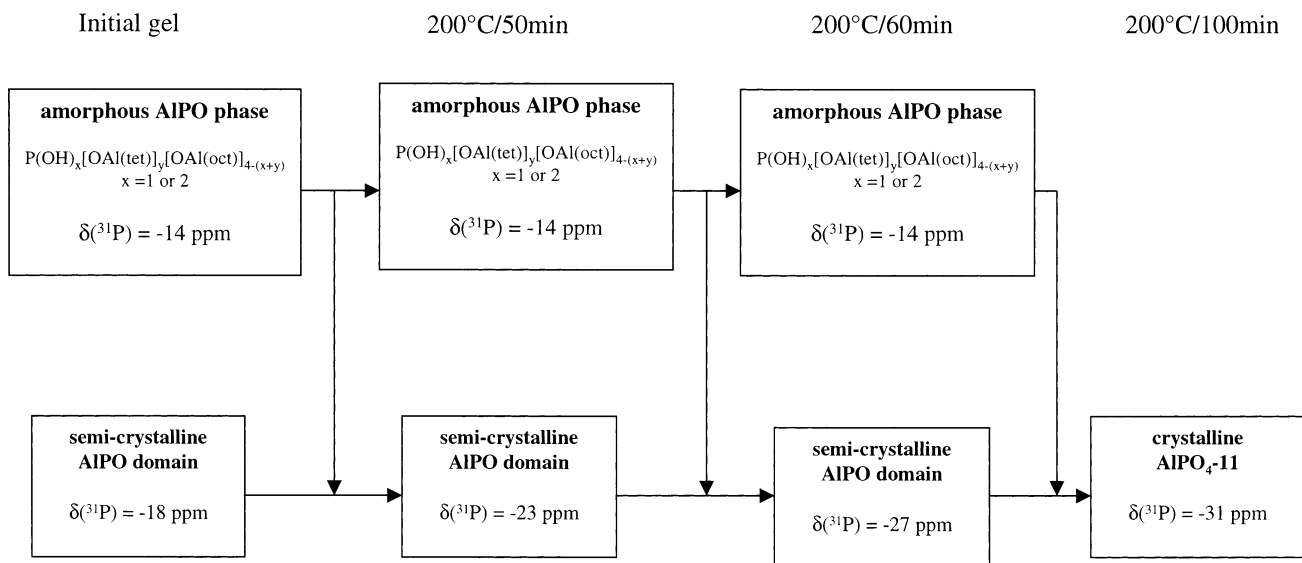 Initial gel
200°C/50min
200°C/60min
200°C/100min
amorphous AlPO phase
P(OH)x[OAl(tet)]y[OAl(oct)]4-(x+y)
x =1 or 2
δ(31P) = -14 ppm
amorphous AlPO phase
P(OH)x[OAl(tet)]y[OAl(oct)]4-(x+y)
x =1 or 2
δ(31P) = -14 ppm
amorphous AlPO phase
P(OH)x[OAl(tet)]y[OAl(oct)]4-(x+y)
x =1 or 2
δ(31P) = -14 ppm
semi-crystalline
AlPO domain
δ(31P) = -18 ppm
semi-crystalline
AlPO domain
δ(31P) = -23 ppm
semi-crystalline
AlPO domain
δ(31P) = -27 ppm
crystalline
AlPO4-11
δ(31P) = -31 ppm